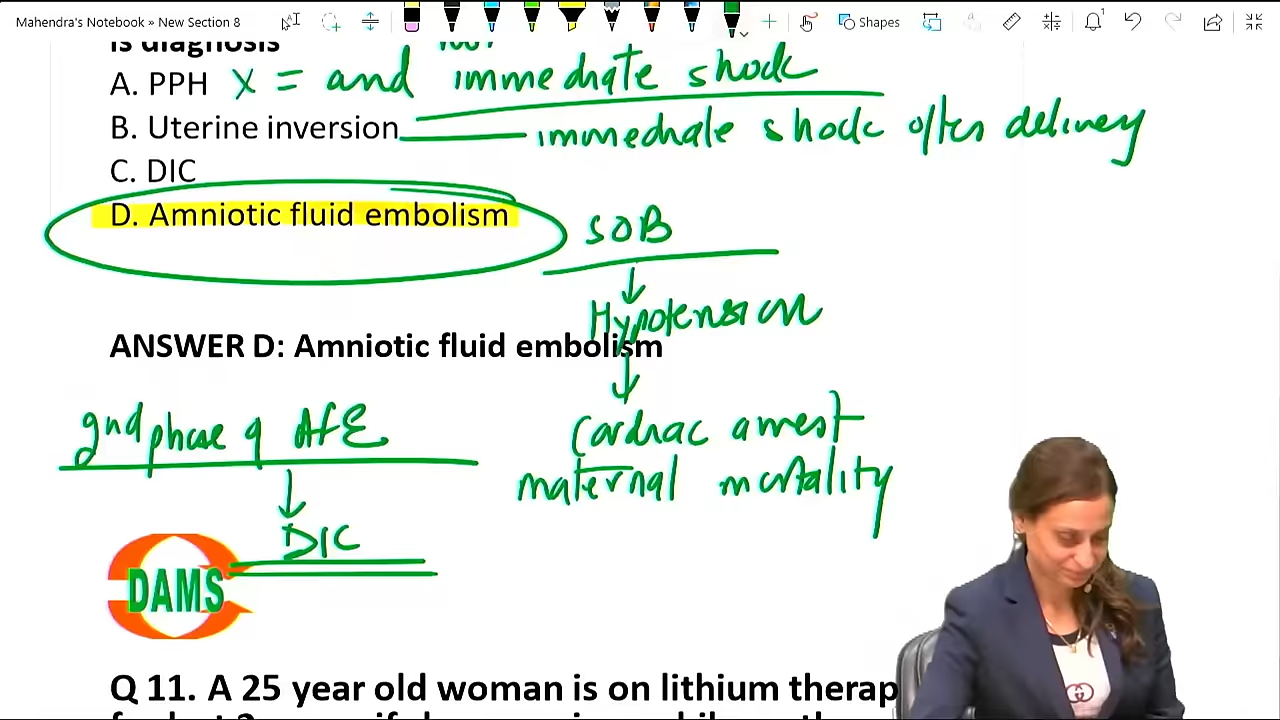 Mahendra's Notebook » New Section 8
Shapes
is diagnosis
A. PPH X = and immediate shock
B. Uterine inversion immediate shock after delivery
C. DIC
D. Amniotic fluid embolism SOB
Hypotension
ANSWER D: Amniotic fluid embolism
2nd phase of AFE
cardiac arrest
maternal mortality
DIC
DAMS
Q 11. A 25 year old woman is on lithium therap